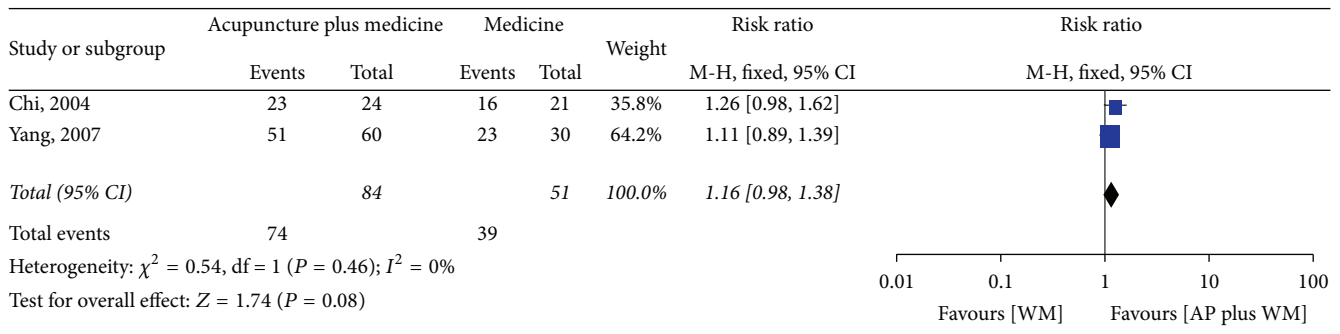 Acupuncture plus medicine Medicine Risk ratio Risk ratio
Study or subgroup Weight
Events Total Events Total M-H, fixed, 95% CI M-H, fixed, 95% CI
Chi, 2004 23 24 16 21 35.8% 1.26 [0.98, 1.62]
Yang, 2007 51 60 23 30 64.2% 1.11 [0.89, 1.39]
Total (95% CI) 84 51 100.0% 1.16 [0.98, 1.38]
Total events 74 39
Heterogeneity: χ² = 0.54, df = 1 (P = 0.46); I² = 0%
Test for overall effect: Z = 1.74 (P = 0.08)
0.01 0.1 1 10 100
Favours [WM] Favours [AP plus WM]